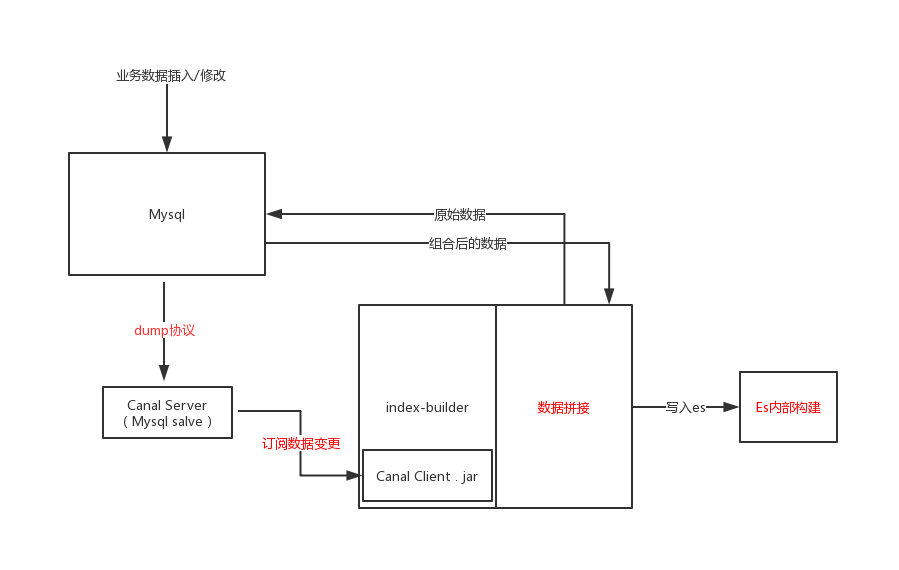 业务数据插入/修改
Mysql
原始数据
组合后的数据
dump协议
Canal Server
（ Mysql salve ）
订阅数据变更
index-builder
Canal Client . jar
数据拼接
写入es
Es内部构建